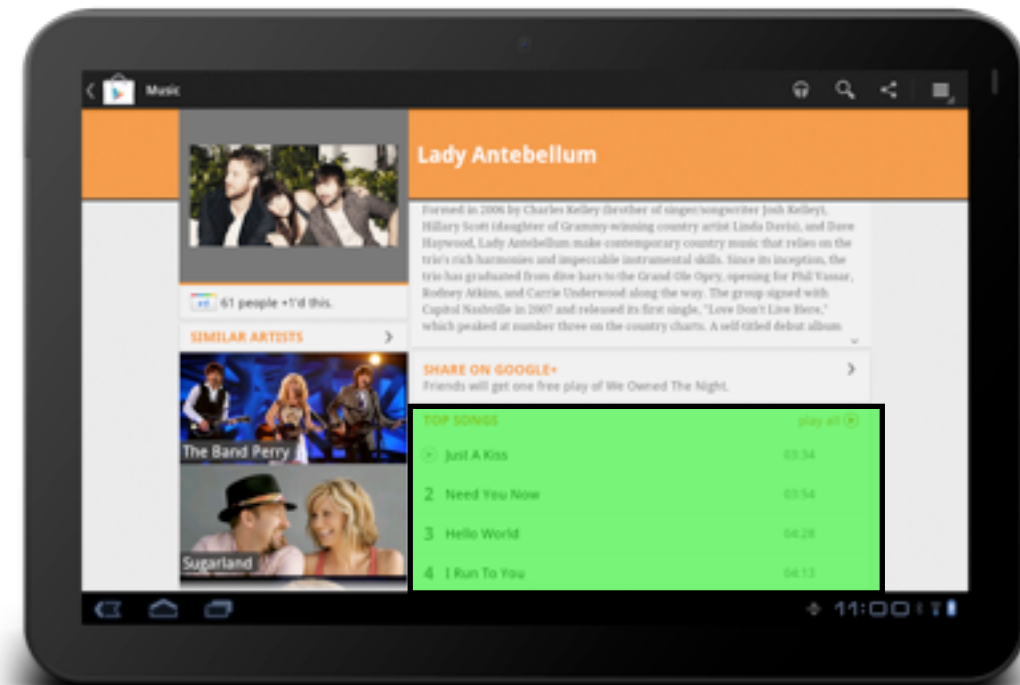 Music
Lady Antebellum
Formed in 2006 by Charles Kelley (brother of singer/songwriter Josh Kelley),
Hillary Scott (daughter of Grammy-winning country artist Linda Davis), and Dave
Haywood, Lady Antebellum make contemporary country music that relies on the
trio's rich harmonies and impeccable instrumental skills. Since its inception, the
trio has graduated from dive bars to the Grand Ole Opry, opening for Phil Vassar,
Rodney Atkins, and Carrie Underwood along the way. The group signed with
Capitol Nashville in 2007 and released its first single, "Love Don't Live Here,"
which peaked at number three on the country charts. A self-titled debut album
61 people +1'd this.
SIMILAR ARTISTS
The Band Perry
Sugarland
SHARE ON GOOGLE+
Friends will get one free play of We Owned The Night.
TOP SONGS play all
Just A Kiss 03:34
2 Need You Now 03:54
3 Hello World 04:28
4 I Run To You 04:13
11:00